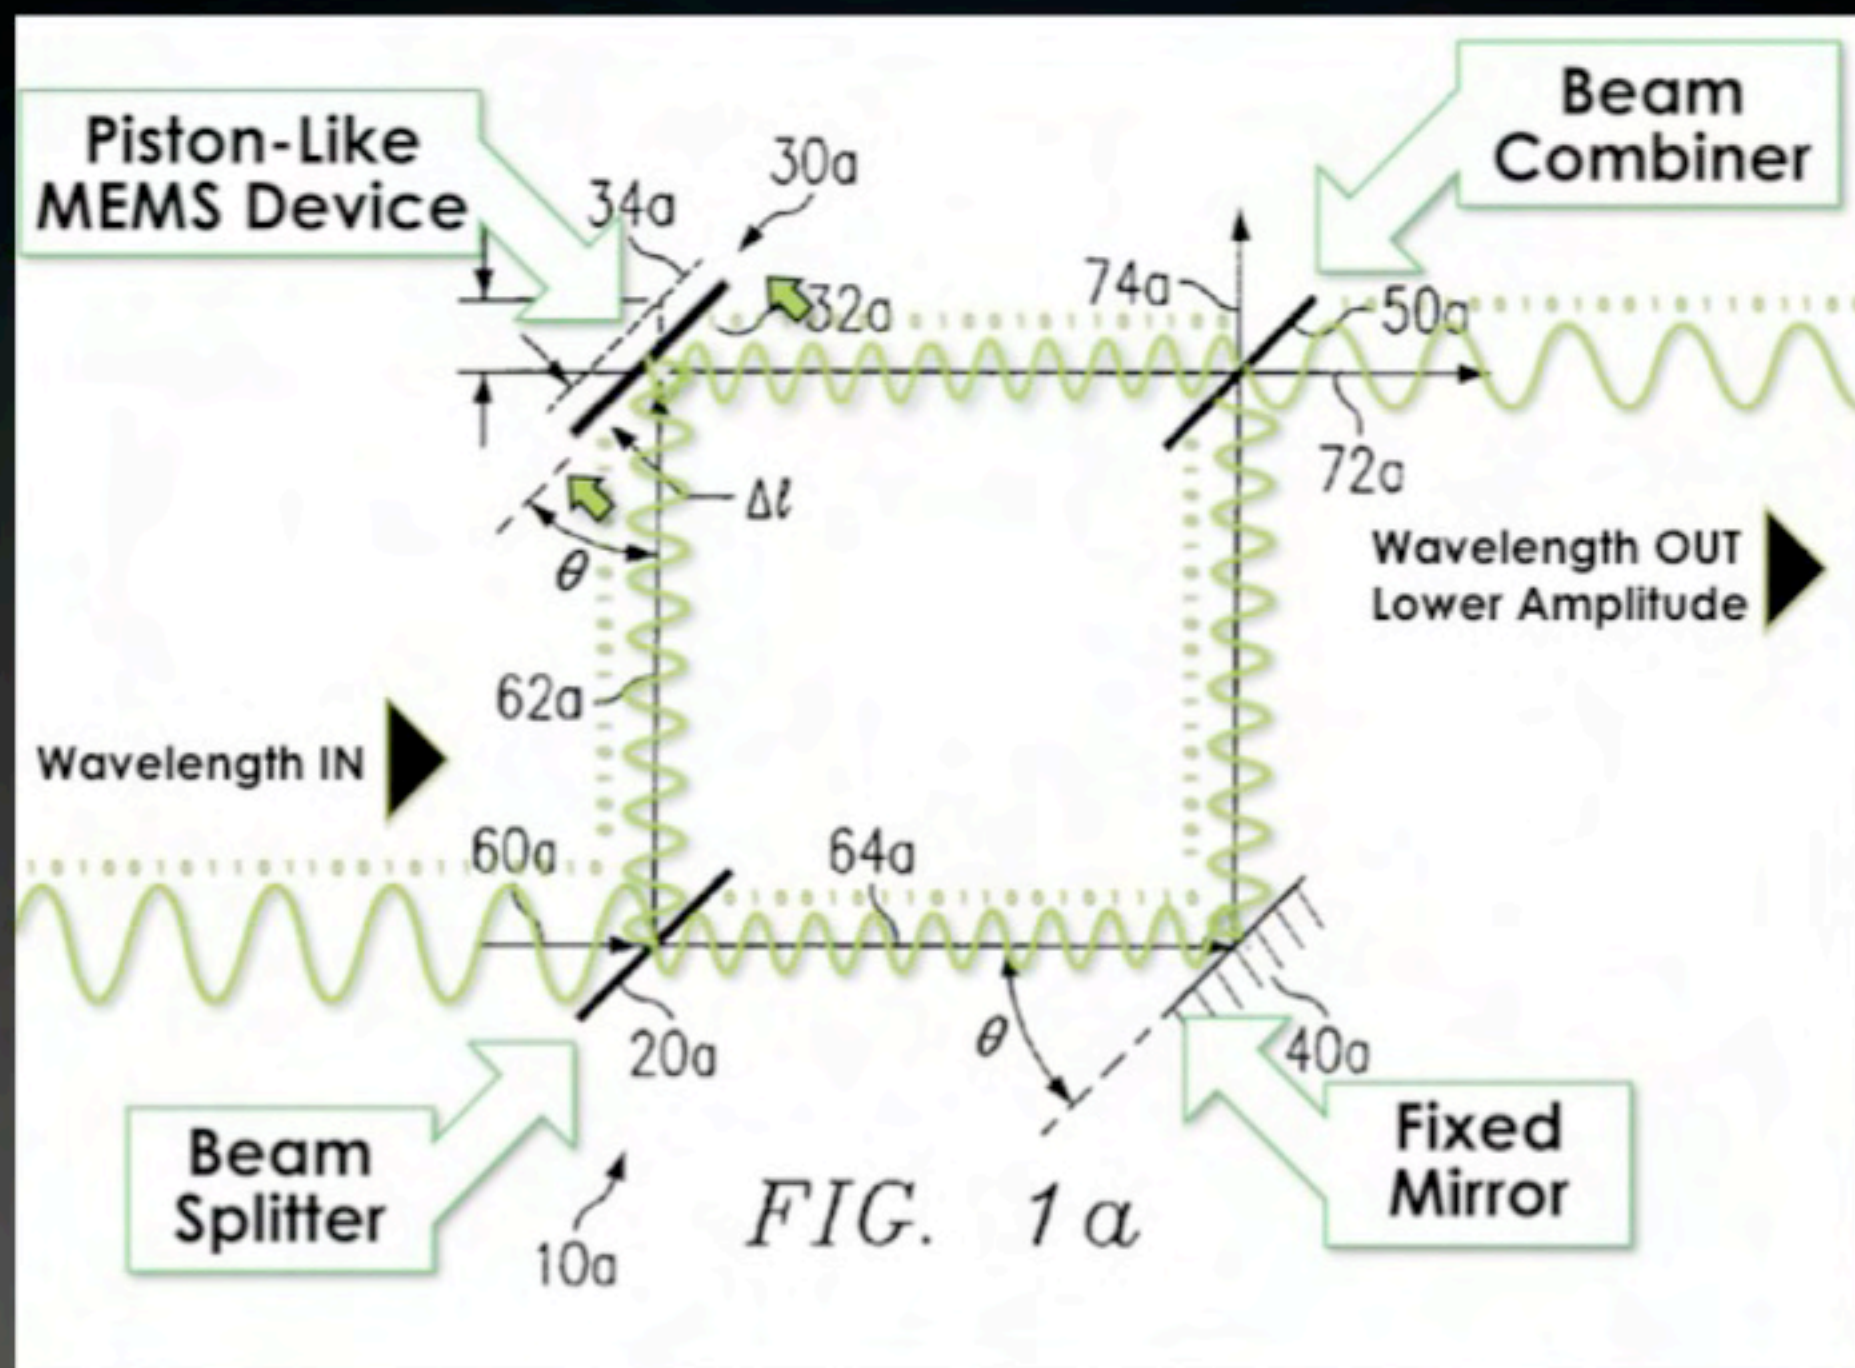 Piston-Like
MEMS Device
Beam
Combiner
30a
34a
32a
74a
50a
72a
Δℓ
θ
Wavelength OUT
Lower Amplitude
62a
Wavelength IN
60a
64a
20a
θ
40a
Beam
Splitter
10a
FIG. 1a
Fixed
Mirror